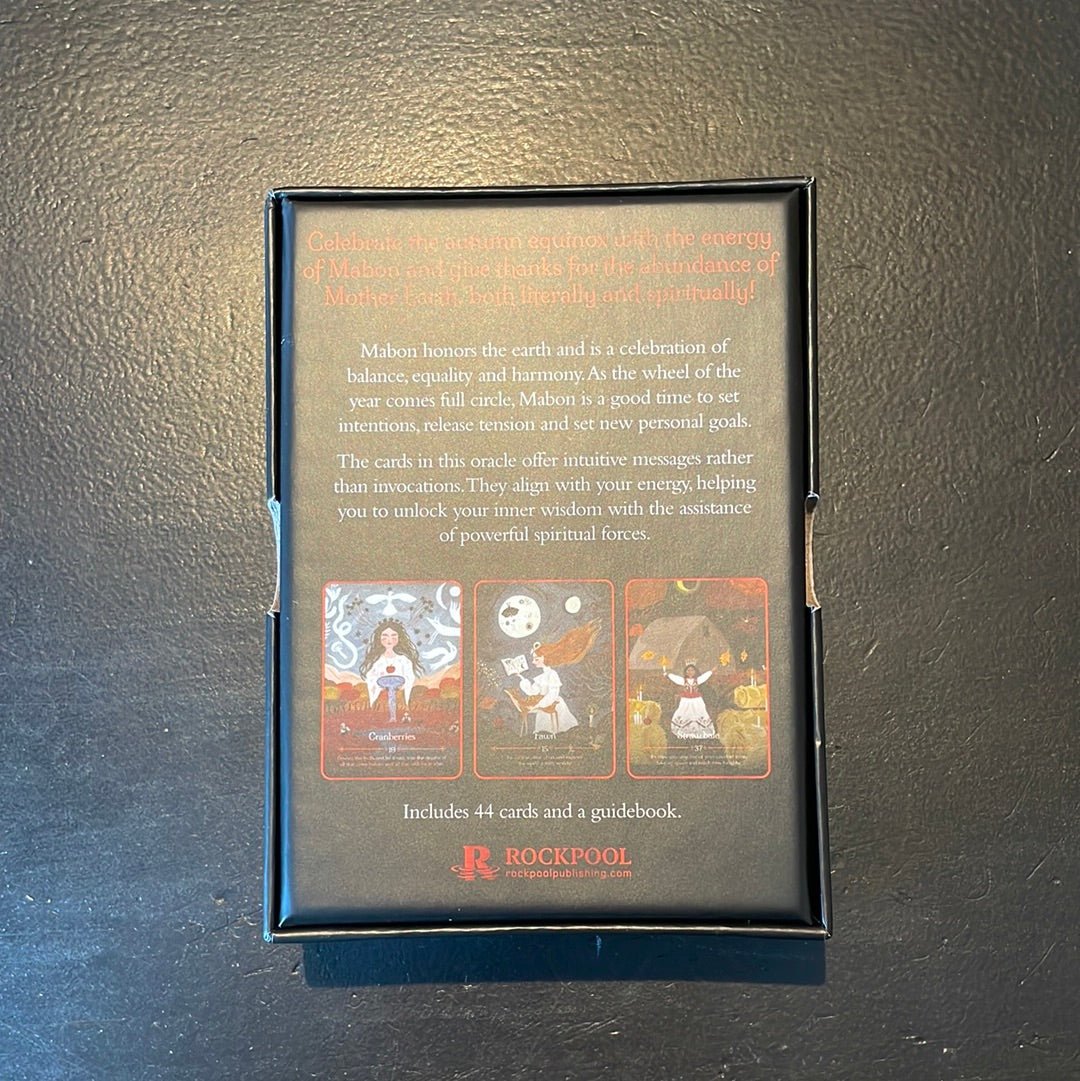 Celebrate the autumn equinox with the energy
of Mabon and give thanks for the abundance of
Mother Earth, both literally and spiritually!
Mabon honors the earth and is a celebration of
balance, equality and harmony. As the wheel of the
year comes full circle, Mabon is a good time to set
intentions, release tension and set new personal goals.
The cards in this oracle offer intuitive messages rather
than invocations. They align with your energy, helping
you to unlock your inner wisdom with the assistance
of powerful spiritual forces.
Cranberries
Fawn
15
37
Includes 44 cards and a guidebook.
R ROCKPOOL
rockpoolpublishing.com